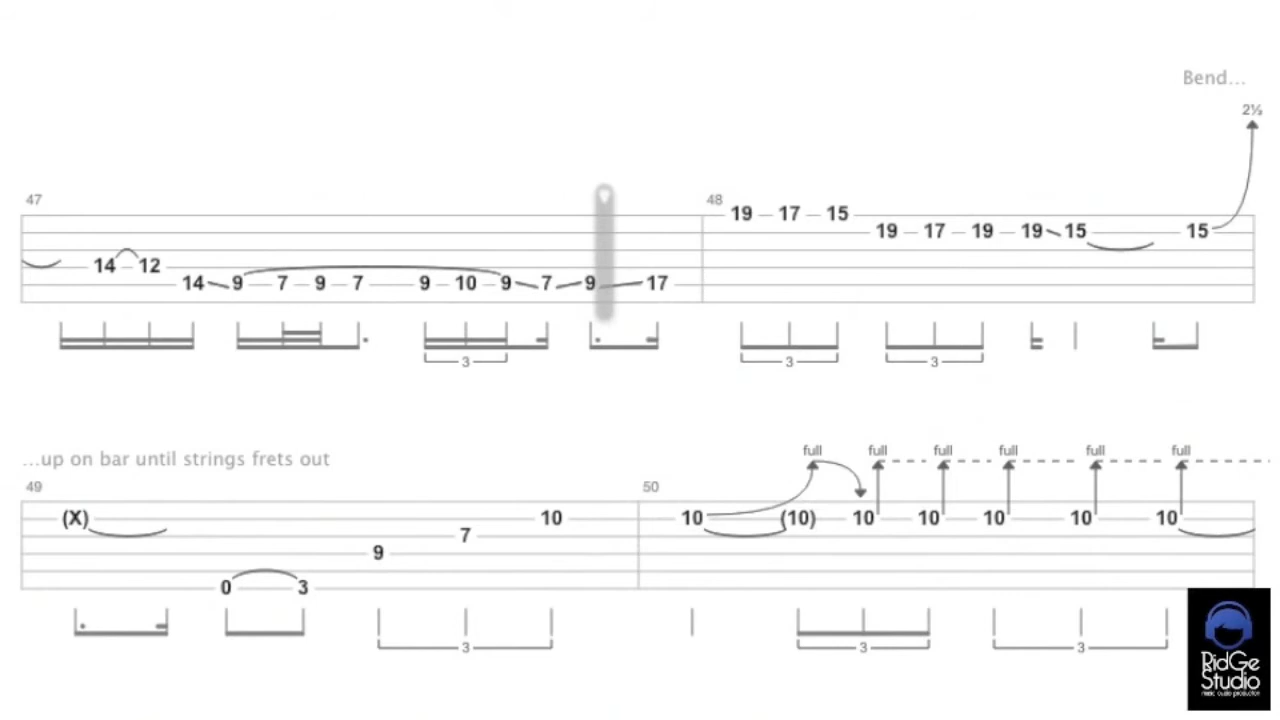 Bend...
2½
47
48
19 17 15
19 17 19 19 15 15
14 12
14 9 7 9 7 9 10 9 7 9 17
3
3
3
...up on bar until strings frets out
full full full full full full
49
50
(X) 10 10 (10) 10 10 10 10 10
7
9
0 3
3
3
3
RidGe
Studio
music audio production